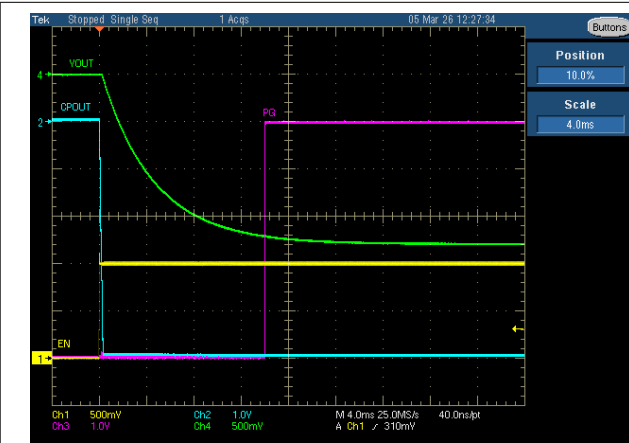 Tek Stopped Single Seq 1 Acqs 05 Mar 26 12:27:34
Buttons
Position
10.0%
Scale
4.0ms
VOUT
4
CPOUT
2
PG
EN
1
Ch1 500mV Ch2 1.0V M 4.0ms 25.0MS/s 40.0ns/pt
Ch3 1.0V Ch4 500mV A Ch1 / 310mV